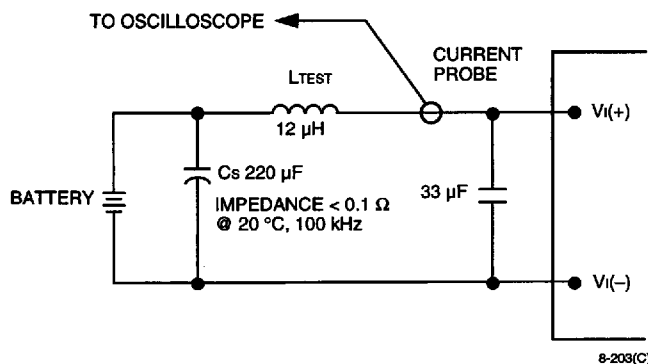 TO OSCILLOSCOPE
CURRENT
PROBE
LTEST
12 μH
VI(+)
Cs 220 μF
BATTERY
IMPEDANCE < 0.1 Ω
@ 20 °C, 100 kHz
33 μF
VI(–)
8-203(C)